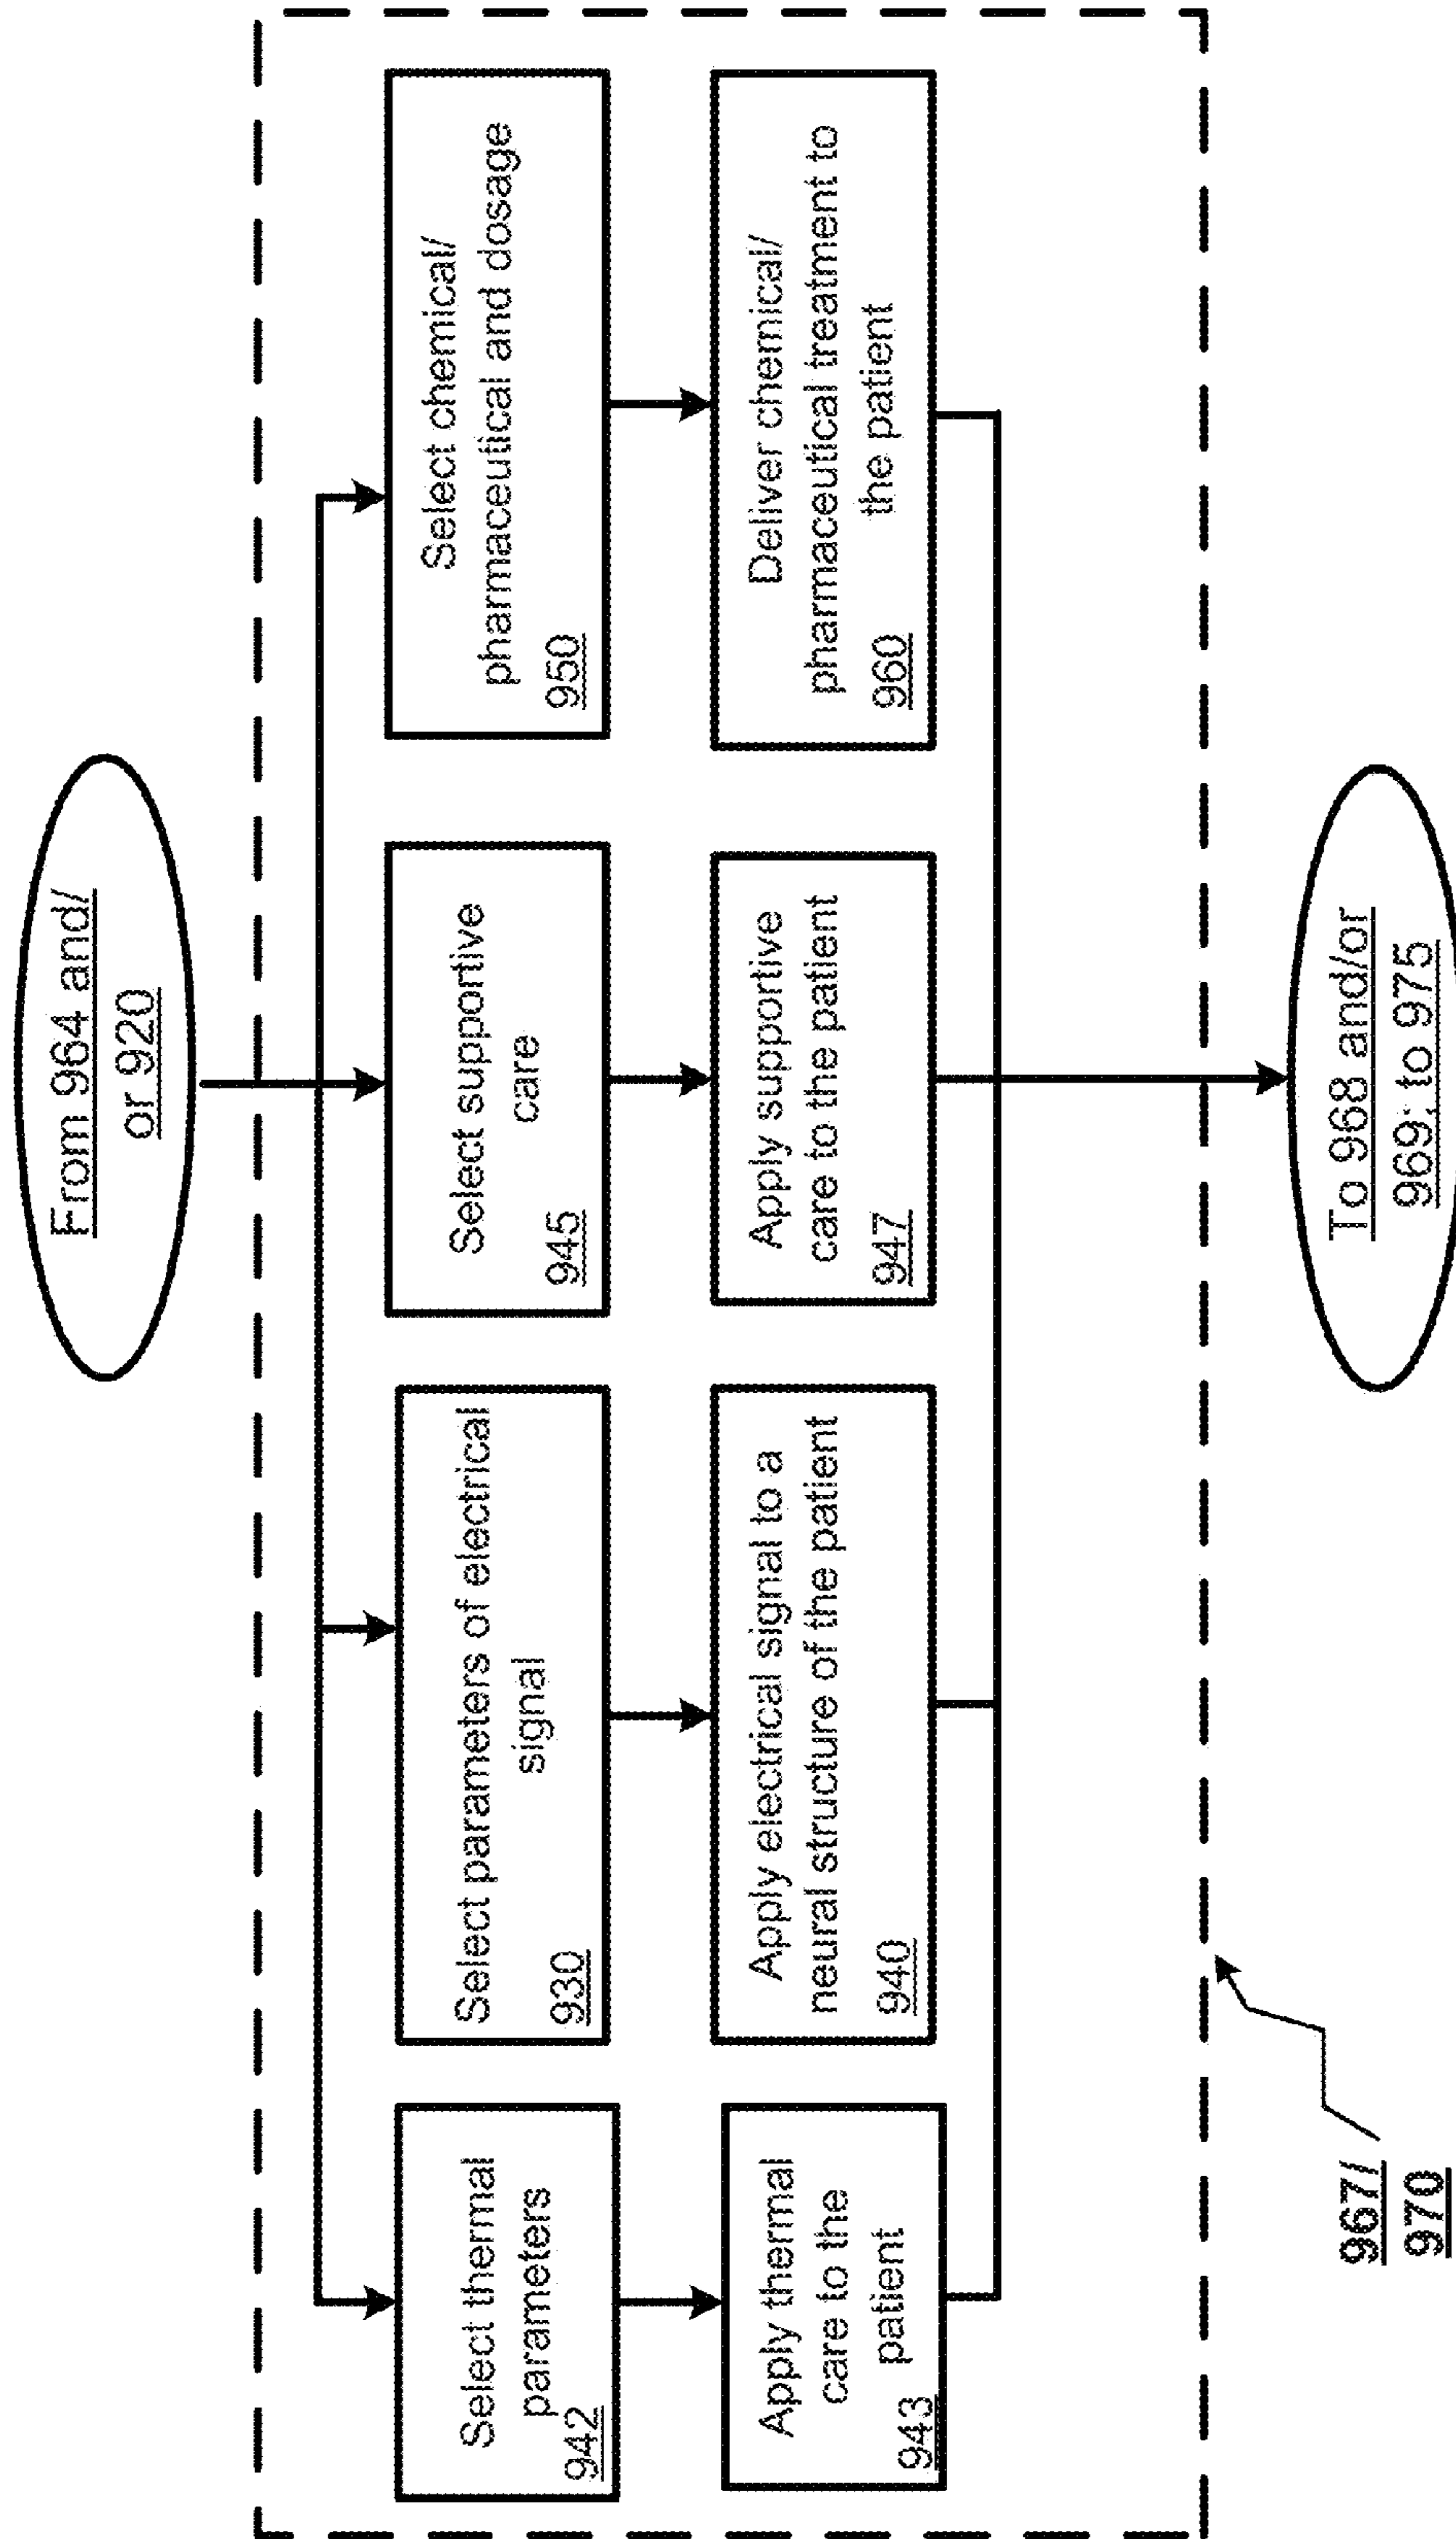 From 964 and/
or 920
Select thermal
parameters
942
Select parameters of electrical
signal
930
Select supportive
care
945
Select chemical/
pharmaceutical and dosage
950
Apply thermal
care to the
patient
943
Apply electrical signal to a
neural structure of the patient
940
Apply supportive
care to the patient
947
Deliver chemical/
pharmaceutical treatment to
the patient
960
To 968 and/or
969; to 975
967/
970